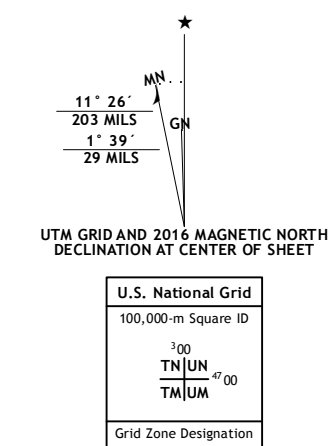 ★
MN
GN
11° 26´
203 MILS
1° 39´
29 MILS
UTM GRID AND 2016 MAGNETIC NORTH
DECLINATION AT CENTER OF SHEET
U.S. National Grid
100,000-m Square ID
³00
TN UN
⁴⁷00
TM UM
Grid Zone Designation